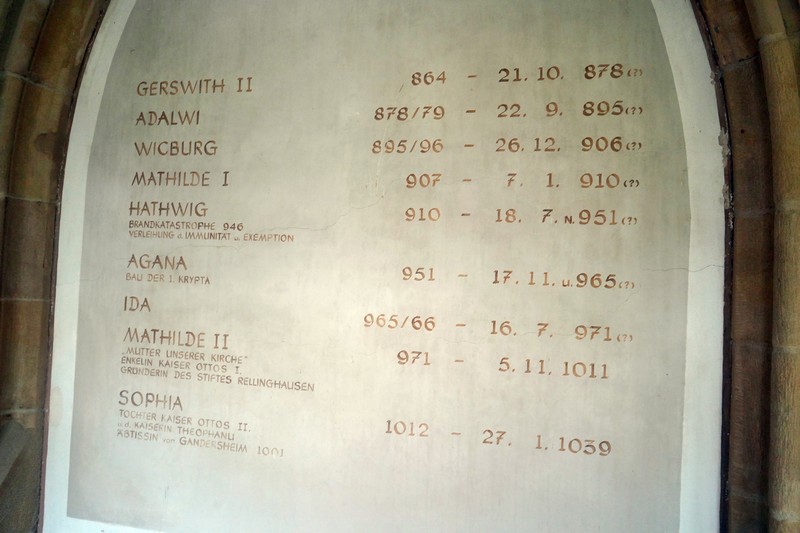 GERSWITH II 864 - 21. 10. 878 (?)
ADALWI 878/79 - 22. 9. 895 (?)
WICBURG 895/96 - 26. 12. 906 (?)
MATHILDE I 907 - 7. 1. 910 (?)
HATHWIG 910 - 18. 7. N. 951 (?)
BRANDKATASTROPHE 946
VERLEIHUNG d. IMMUNITÄT u. EXEMPTION
AGANA 951 - 17. 11. u. 965 (?)
BAU DER 1. KRYPTA
IDA 965/66 - 16. 7. 971 (?)
MATHILDE II 971 - 5. 11. 1011
„MUTTER UNSERER KIRCHE"
ENKELIN KAISER OTTOS I.
GRÜNDERIN DES STIFTES RELLINGHAUSEN
SOPHIA 1012 - 27. 1. 1039
TOCHTER KAISER OTTOS II.
u. d. KAISERIN THEOPHANU
ÄBTISSIN von GANDERSHEIM 1001